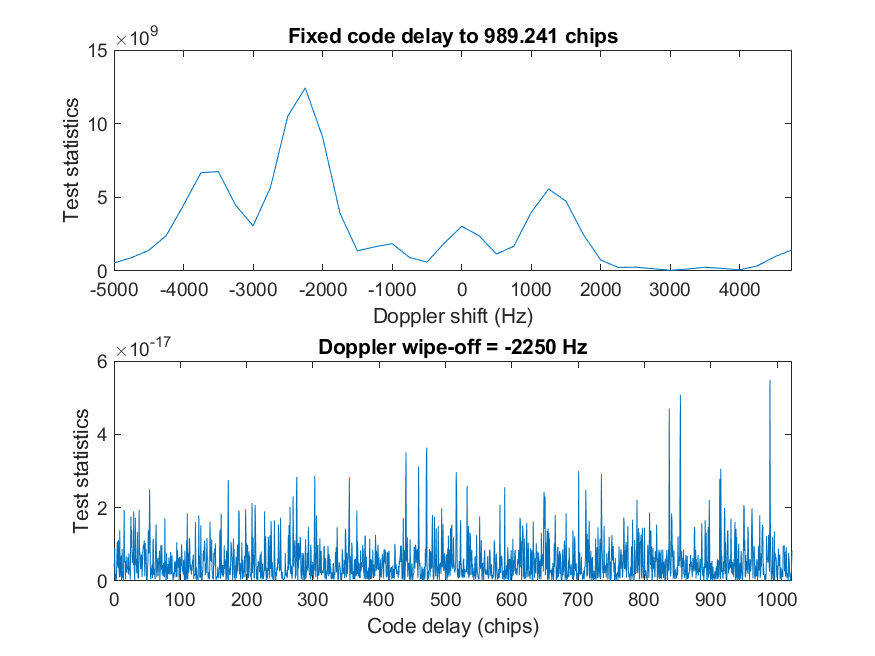 ×10^9
Fixed code delay to 989.241 chips
15
10
5
0
Test statistics
-5000 -4000 -3000 -2000 -1000 0 1000 2000 3000 4000
Doppler shift (Hz)
×10^-17
Doppler wipe-off = -2250 Hz
6
4
2
0
Test statistics
0 100 200 300 400 500 600 700 800 900 1000
Code delay (chips)